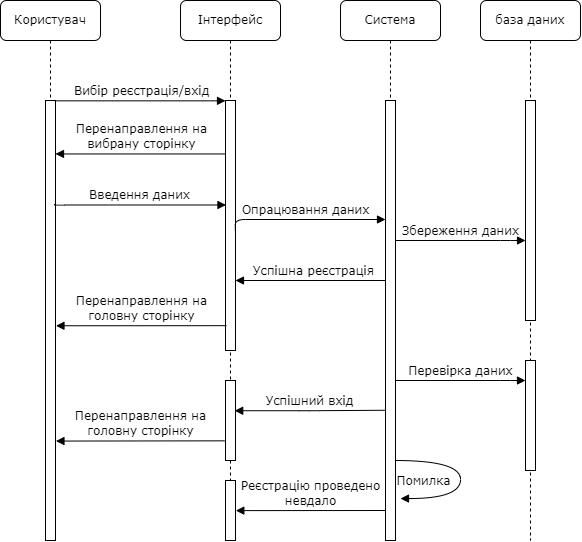 Користувач
Інтерфейс
Система
база даних
Вибір реєстрація/вхід
Перенаправлення на
вибрану сторінку
Введення даних
Опрацювання даних
Збереження даних
Успішна реєстрація
Перенаправлення на
головну сторінку
Перевірка даних
Успішний вхід
Перенаправлення на
головну сторінку
Помилка
Реєстрацію проведено
невдало